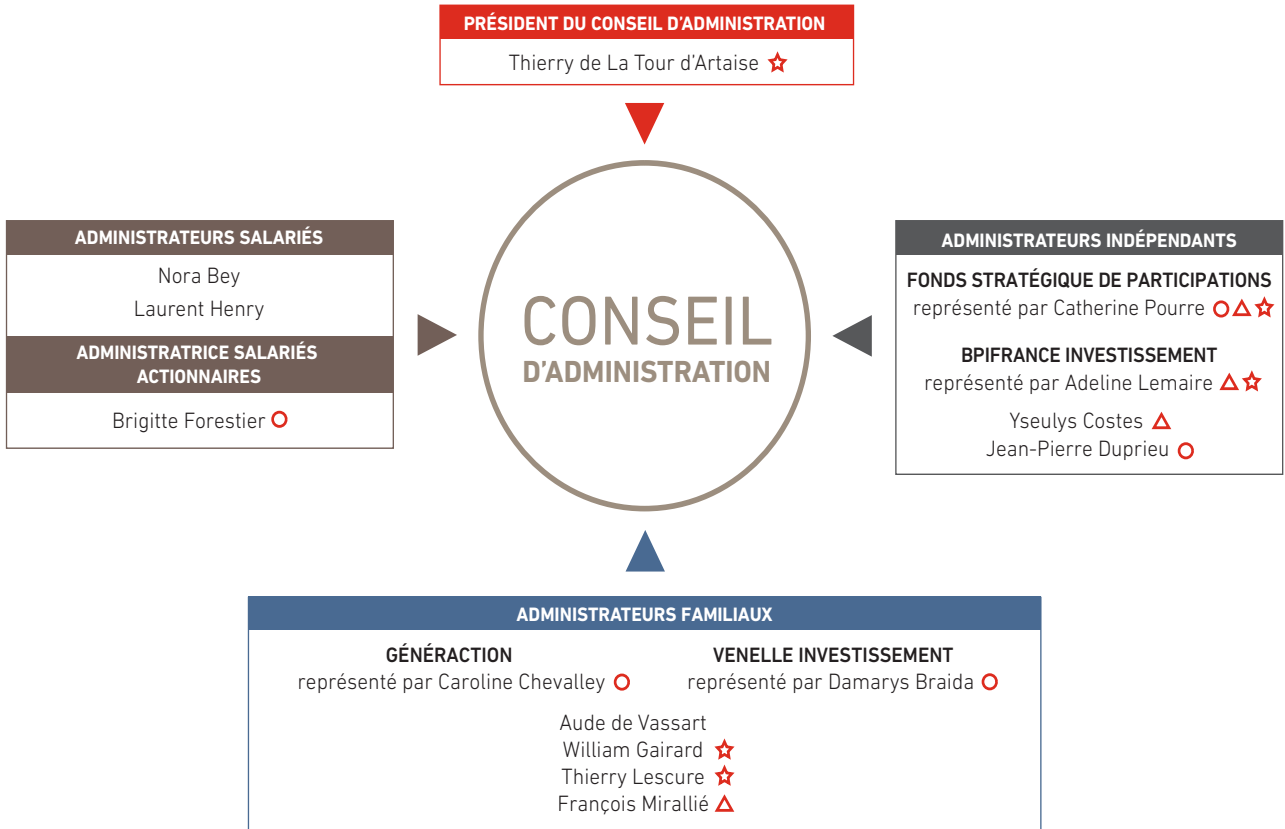 PRÉSIDENT DU CONSEIL D'ADMINISTRATION
Thierry de La Tour d'Artaise
ADMINISTRATEURS SALARIÉS
Nora Bey
Laurent Henry
ADMINISTRATRICE SALARIÉS
ACTIONNAIRES
Brigitte Forestier
CONSEIL
D'ADMINISTRATION
ADMINISTRATEURS INDÉPENDANTS
FONDS STRATÉGIQUE DE PARTICIPATIONS
représenté par Catherine Pourre
BPIFRANCE INVESTISSEMENT
représenté par Adeline Lemaire
Yseulys Costes
Jean-Pierre Duprieu
ADMINISTRATEURS FAMILIAUX
GÉNÉRACTION
représenté par Caroline Chevalley
VENELLE INVESTISSEMENT
représenté par Damarys Braida
Aude de Vassart
William Gairard
Thierry Lescure
François Mirallié